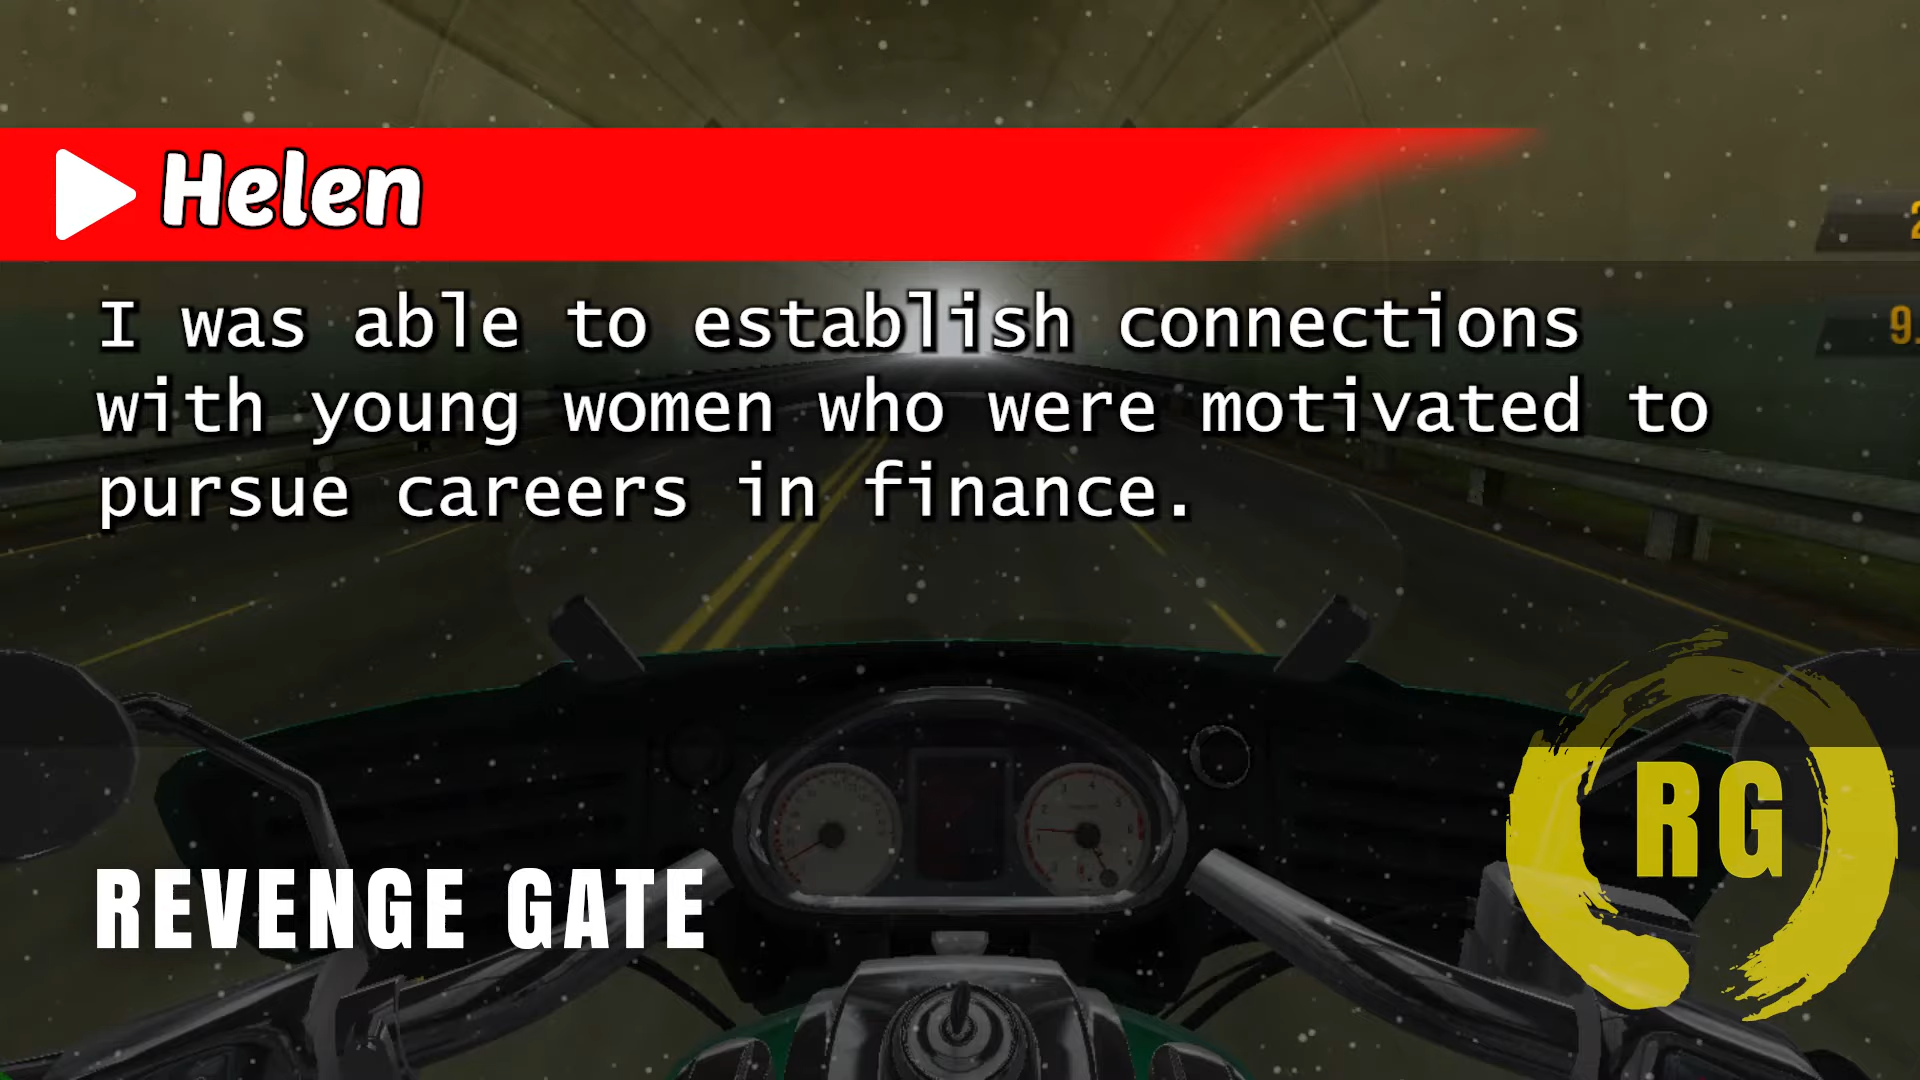 Helen
I was able to establish connections
with young women who were motivated to
pursue careers in finance.
REVENGE GATE
RG